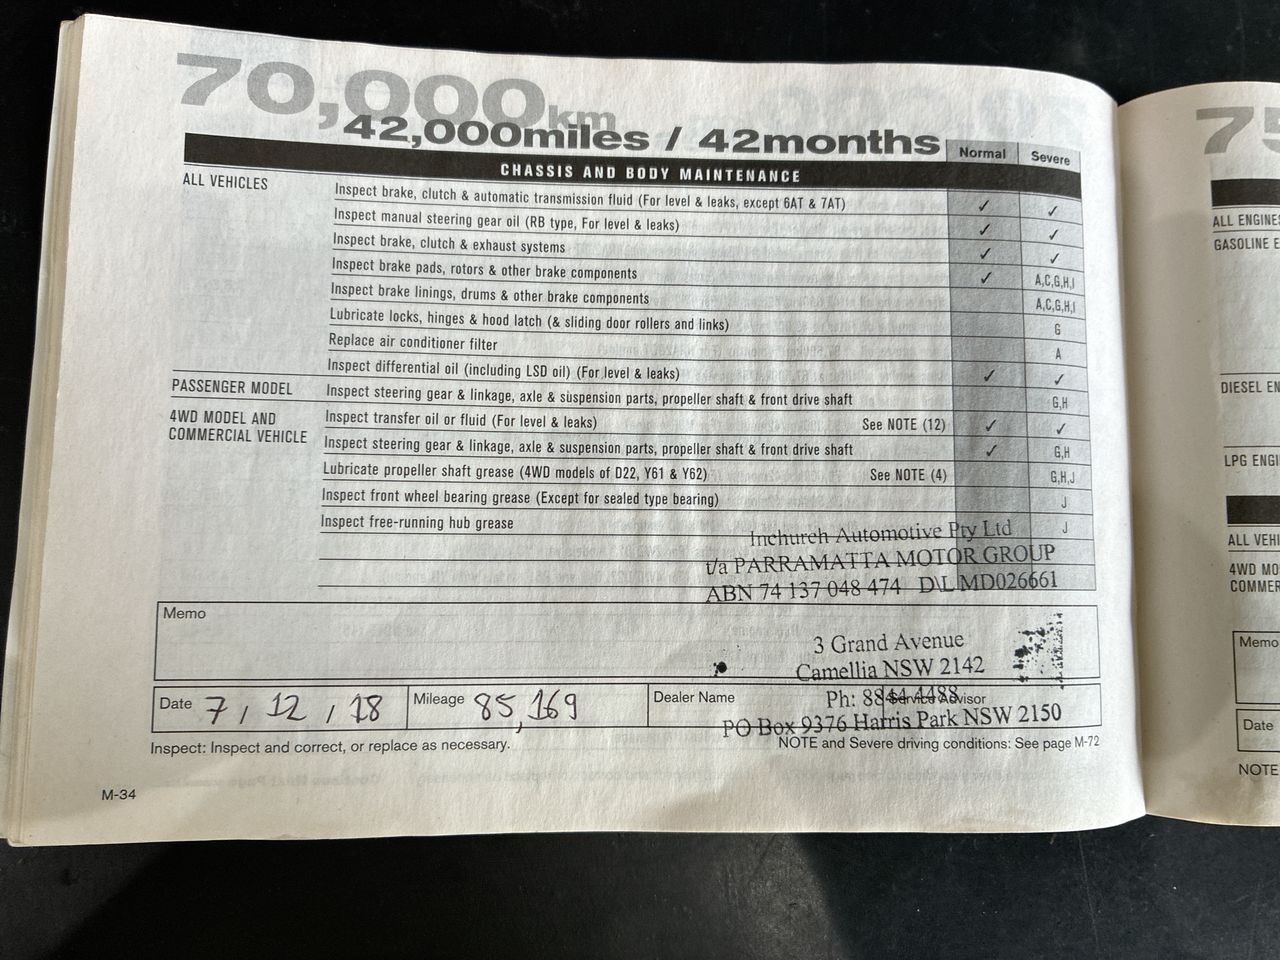 70,000km
42,000miles / 42months
Normal Severe
CHASSIS AND BODY MAINTENANCE
ALL VEHICLES
Inspect brake, clutch & automatic transmission fluid (For level & leaks, except 6AT & 7AT) ✓ ✓
Inspect manual steering gear oil (RB type, For level & leaks) ✓ ✓
Inspect brake, clutch & exhaust systems ✓ ✓
Inspect brake pads, rotors & other brake components ✓ A,C,G,H,I
Inspect brake linings, drums & other brake components A,C,G,H,I
Lubricate locks, hinges & hood latch (& sliding door rollers and links) G
Replace air conditioner filter A
Inspect differential oil (including LSD oil) (For level & leaks) ✓ ✓
PASSENGER MODEL Inspect steering gear & linkage, axle & suspension parts, propeller shaft & front drive shaft G,H
4WD MODEL AND
COMMERCIAL VEHICLE
Inspect transfer oil or fluid (For level & leaks) See NOTE (12) ✓ ✓
Inspect steering gear & linkage, axle & suspension parts, propeller shaft & front drive shaft ✓ G,H
Lubricate propeller shaft grease (4WD models of D22, Y61 & Y62) See NOTE (4) G,H,J
Inspect front wheel bearing grease (Except for sealed type bearing) J
Inspect free-running hub grease J
Inchurch Automotive Pty Ltd
t/a PARRAMATTA MOTOR GROUP
ABN 74 137 048 474 D\L MD026661
Memo
3 Grand Avenue
Camellia NSW 2142
Ph: 8844 4488
PO Box 9376 Harris Park NSW 2150
Date 7, 12, 18 Mileage 85,169 Dealer Name Service Advisor
Inspect: Inspect and correct, or replace as necessary. NOTE and Severe driving conditions: See page M-72
M-34
75
ALL ENGINE
GASOLINE E
DIESEL EN
LPG ENGI
ALL VEHI
4WD MO
COMMER
Memo
Date
NOTE